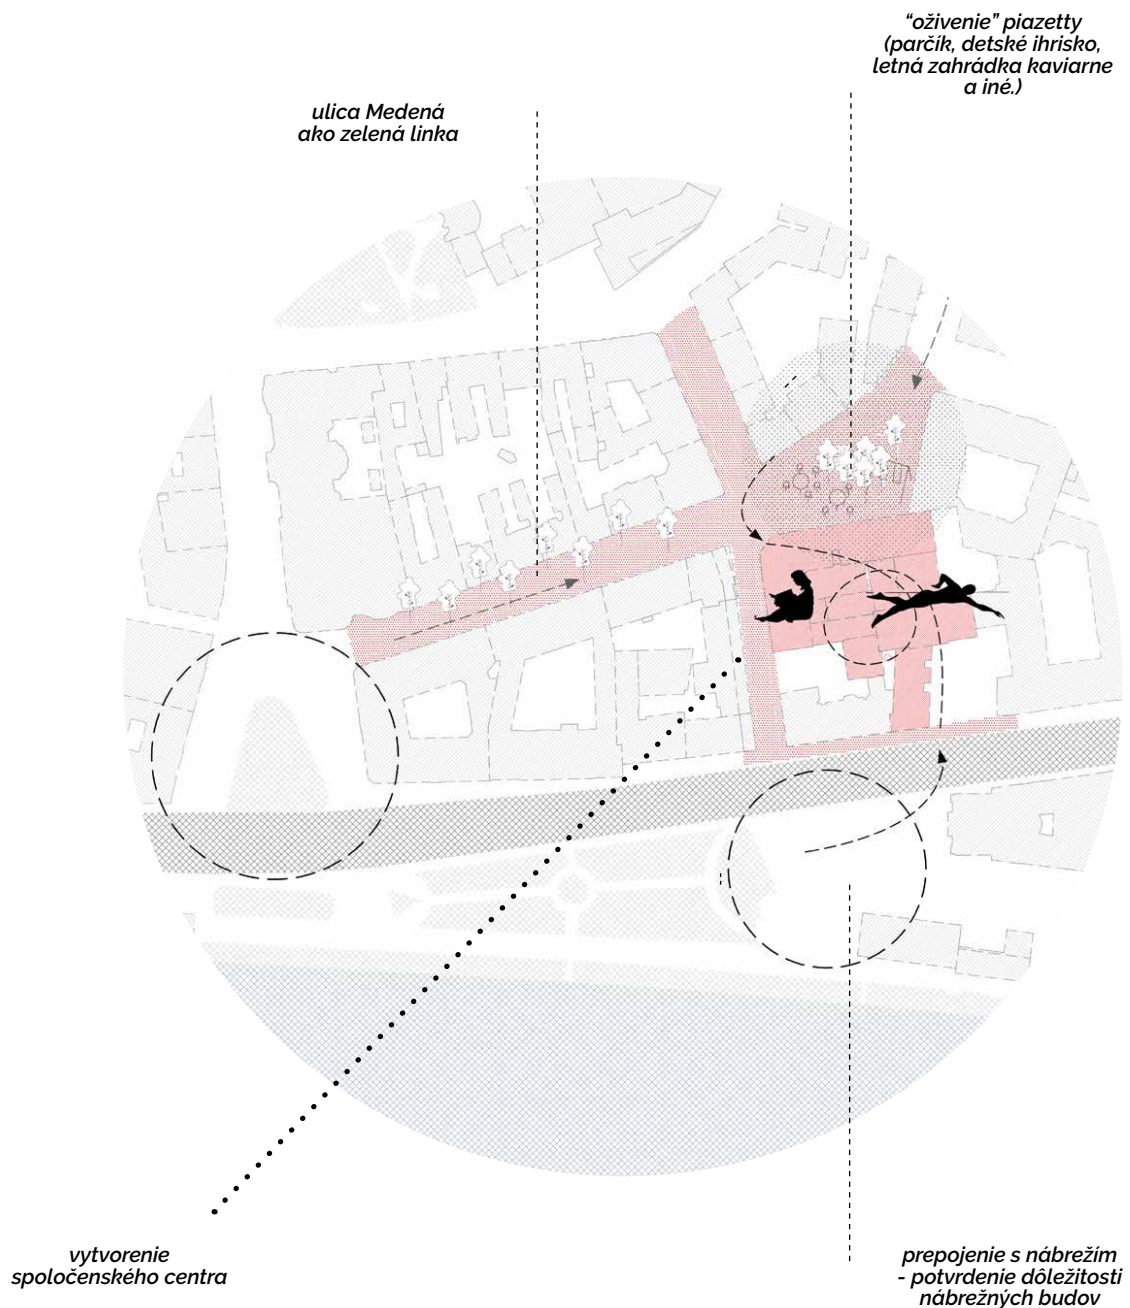 “oživenie” piazetty
(parčík, detské ihrisko,
letná zahrádka kaviarne
a iné.)
ulica Medená
ako zelená linka
vytvorenie
spoločenského centra
prepojenie s nábrežím
- potvrdenie dôležitosti
nábrežných budov